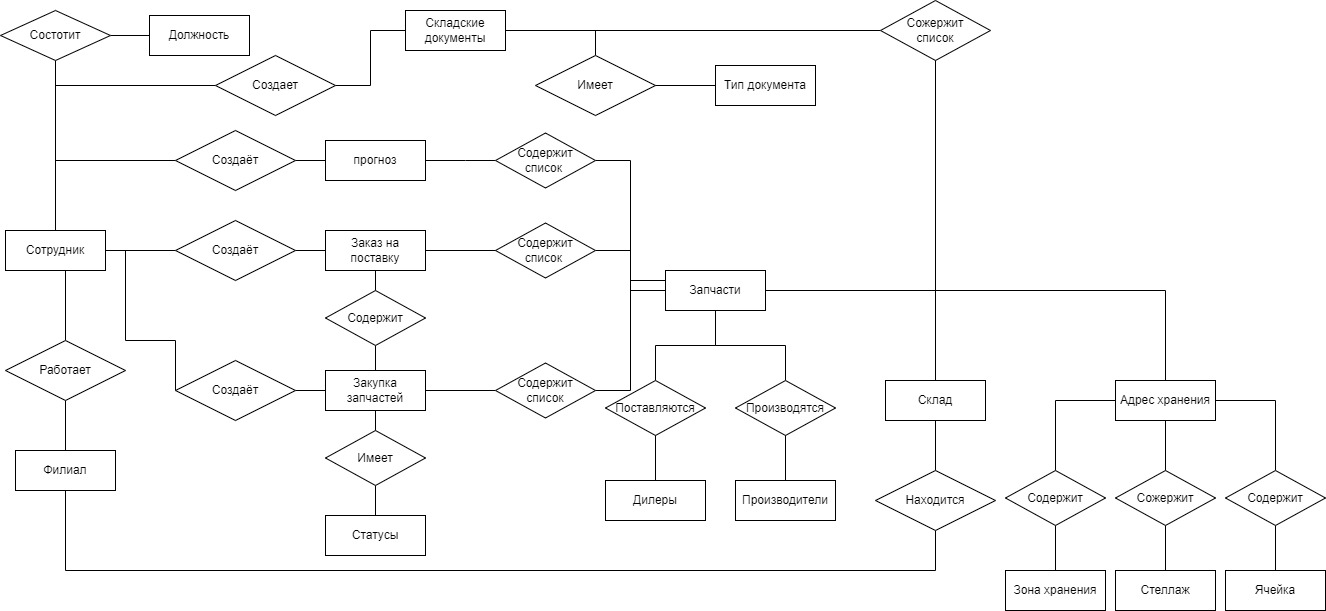 Состотит
Должность
Складские
документы
Сожержит
список
Создает
Имеет
Тип документа
Создаёт
прогноз
Содержит
список
Сотрудник
Создаёт
Заказ на
поставку
Содержит
список
Запчасти
Содержит
Работает
Создаёт
Закупка
запчастей
Содержит
список
Поставляются
Производятся
Склад
Адрес хранения
Филиал
Имеет
Дилеры
Производители
Находится
Содержит
Сожержит
Содержит
Статусы
Зона хранения
Стеллаж
Ячейка